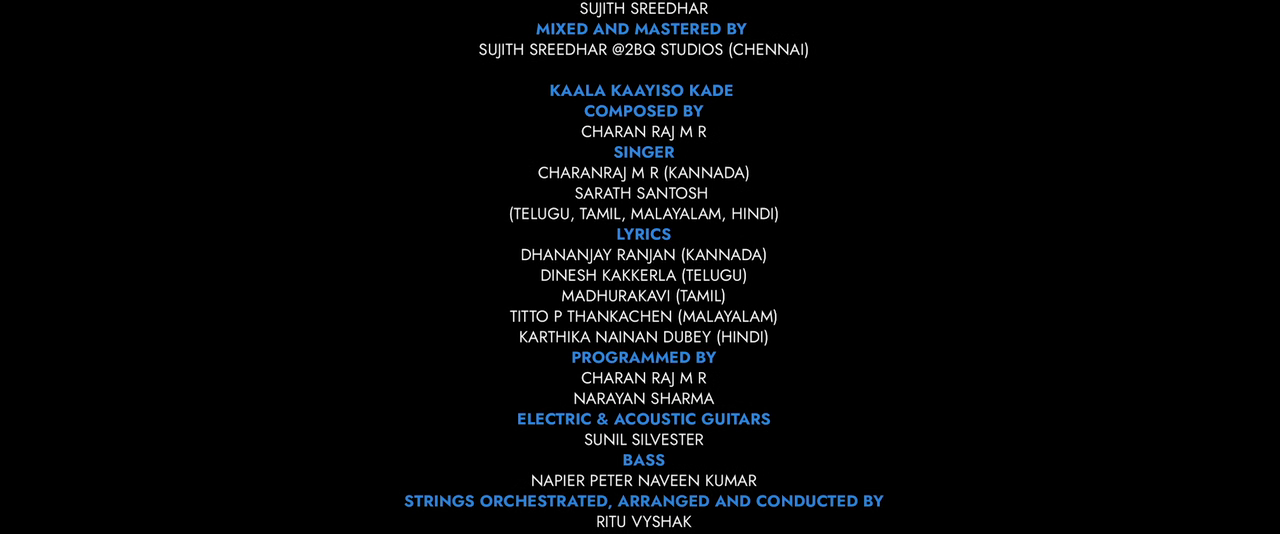 SUJITH SREEDHAR
MIXED AND MASTERED BY
SUJITH SREEDHAR @2BQ STUDIOS (CHENNAI)
KAALA KAAYISO KADE
COMPOSED BY
CHARAN RAJ M R
SINGER
CHARANRAJ M R (KANNADA)
SARATH SANTOSH
(TELUGU, TAMIL, MALAYALAM, HINDI)
LYRICS
DHANANJAY RANJAN (KANNADA)
DINESH KAKKERLA (TELUGU)
MADHURAKAVI (TAMIL)
TITTO P THANKACHEN (MALAYALAM)
KARTHIKA NAINAN DUBEY (HINDI)
PROGRAMMED BY
CHARAN RAJ M R
NARAYAN SHARMA
ELECTRIC & ACOUSTIC GUITARS
SUNIL SILVESTER
BASS
NAPIER PETER NAVEEN KUMAR
STRINGS ORCHESTRATED, ARRANGED AND CONDUCTED BY
RITU VYSHAK